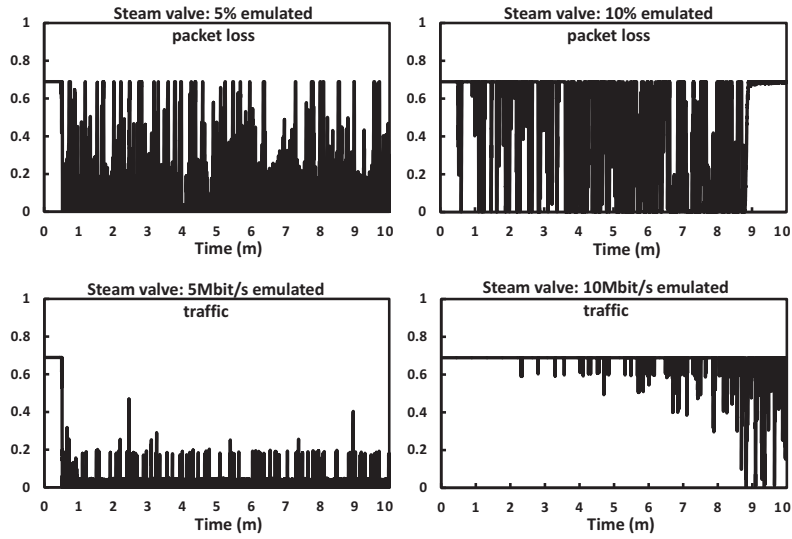 Steam valve: 5% emulated
packet loss
1
0.8
0.6
0.4
0.2
0
0 1 2 3 4 5 6 7 8 9 10
Time (m)
Steam valve: 10% emulated
packet loss
1
0.8
0.6
0.4
0.2
0
0 1 2 3 4 5 6 7 8 9 10
Time (m)
Steam valve: 5Mbit/s emulated
traffic
1
0.8
0.6
0.4
0.2
0
0 1 2 3 4 5 6 7 8 9 10
Time (m)
Steam valve: 10Mbit/s emulated
traffic
1
0.8
0.6
0.4
0.2
0
0 1 2 3 4 5 6 7 8 9 10
Time (m)